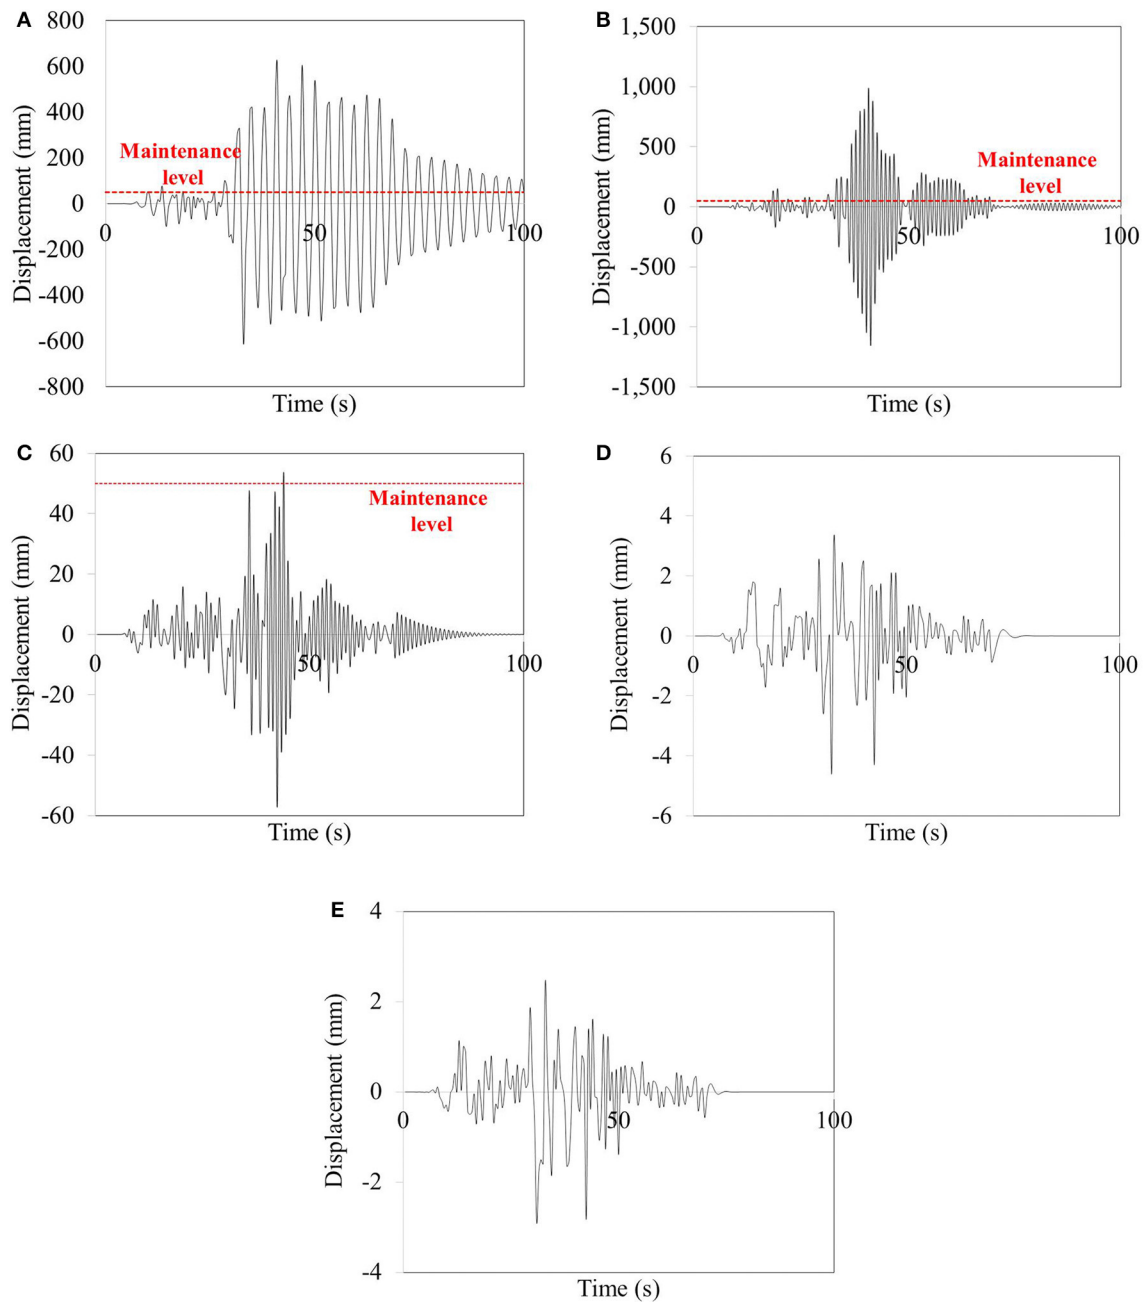 A
800
600
400
200
0
-200
-400
-600
-800
Displacement (mm)
Maintenance
level
0
50
100
Time (s)
B
1,500
1,000
500
0
-500
-1,000
-1,500
Displacement (mm)
Maintenance
level
0
50
100
Time (s)
C
60
40
20
0
-20
-40
-60
Displacement (mm)
Maintenance
level
0
50
100
Time (s)
D
6
4
2
0
-2
-4
-6
Displacement (mm)
0
50
100
Time (s)
E
4
2
0
-2
-4
Displacement (mm)
0
50
100
Time (s)